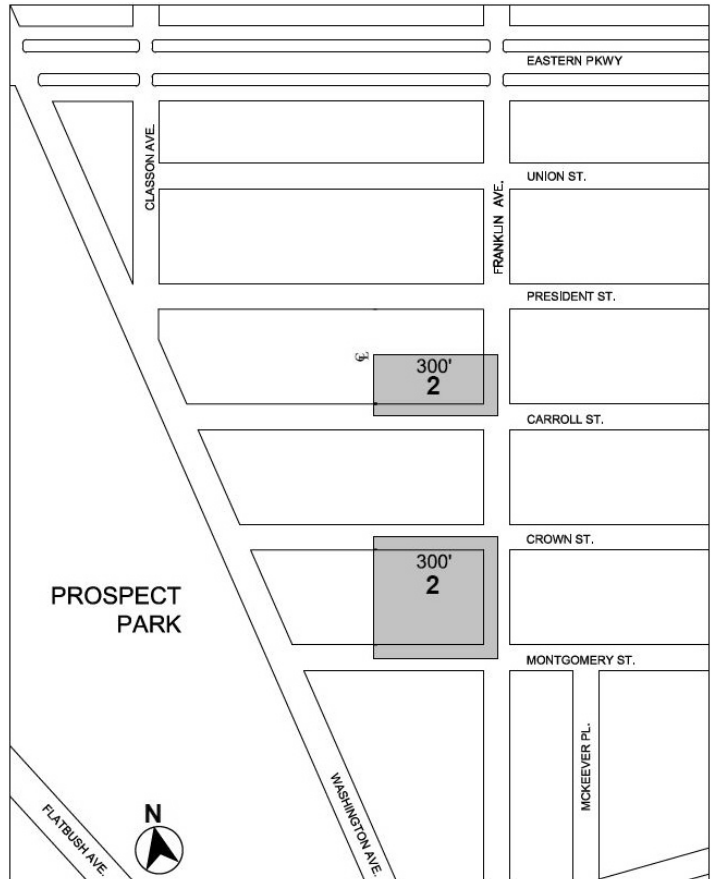 EASTERN PKWY
CLASSON AVE.
UNION ST.
FRANKLIN AVE.
PRESIDENT ST.
℄
300'
2
CARROLL ST.
CROWN ST.
300'
2
PROSPECT
PARK
MONTGOMERY ST.
MCKEEVER PL.
WASHINGTON AVE.
N
FLATBUSH AVE.